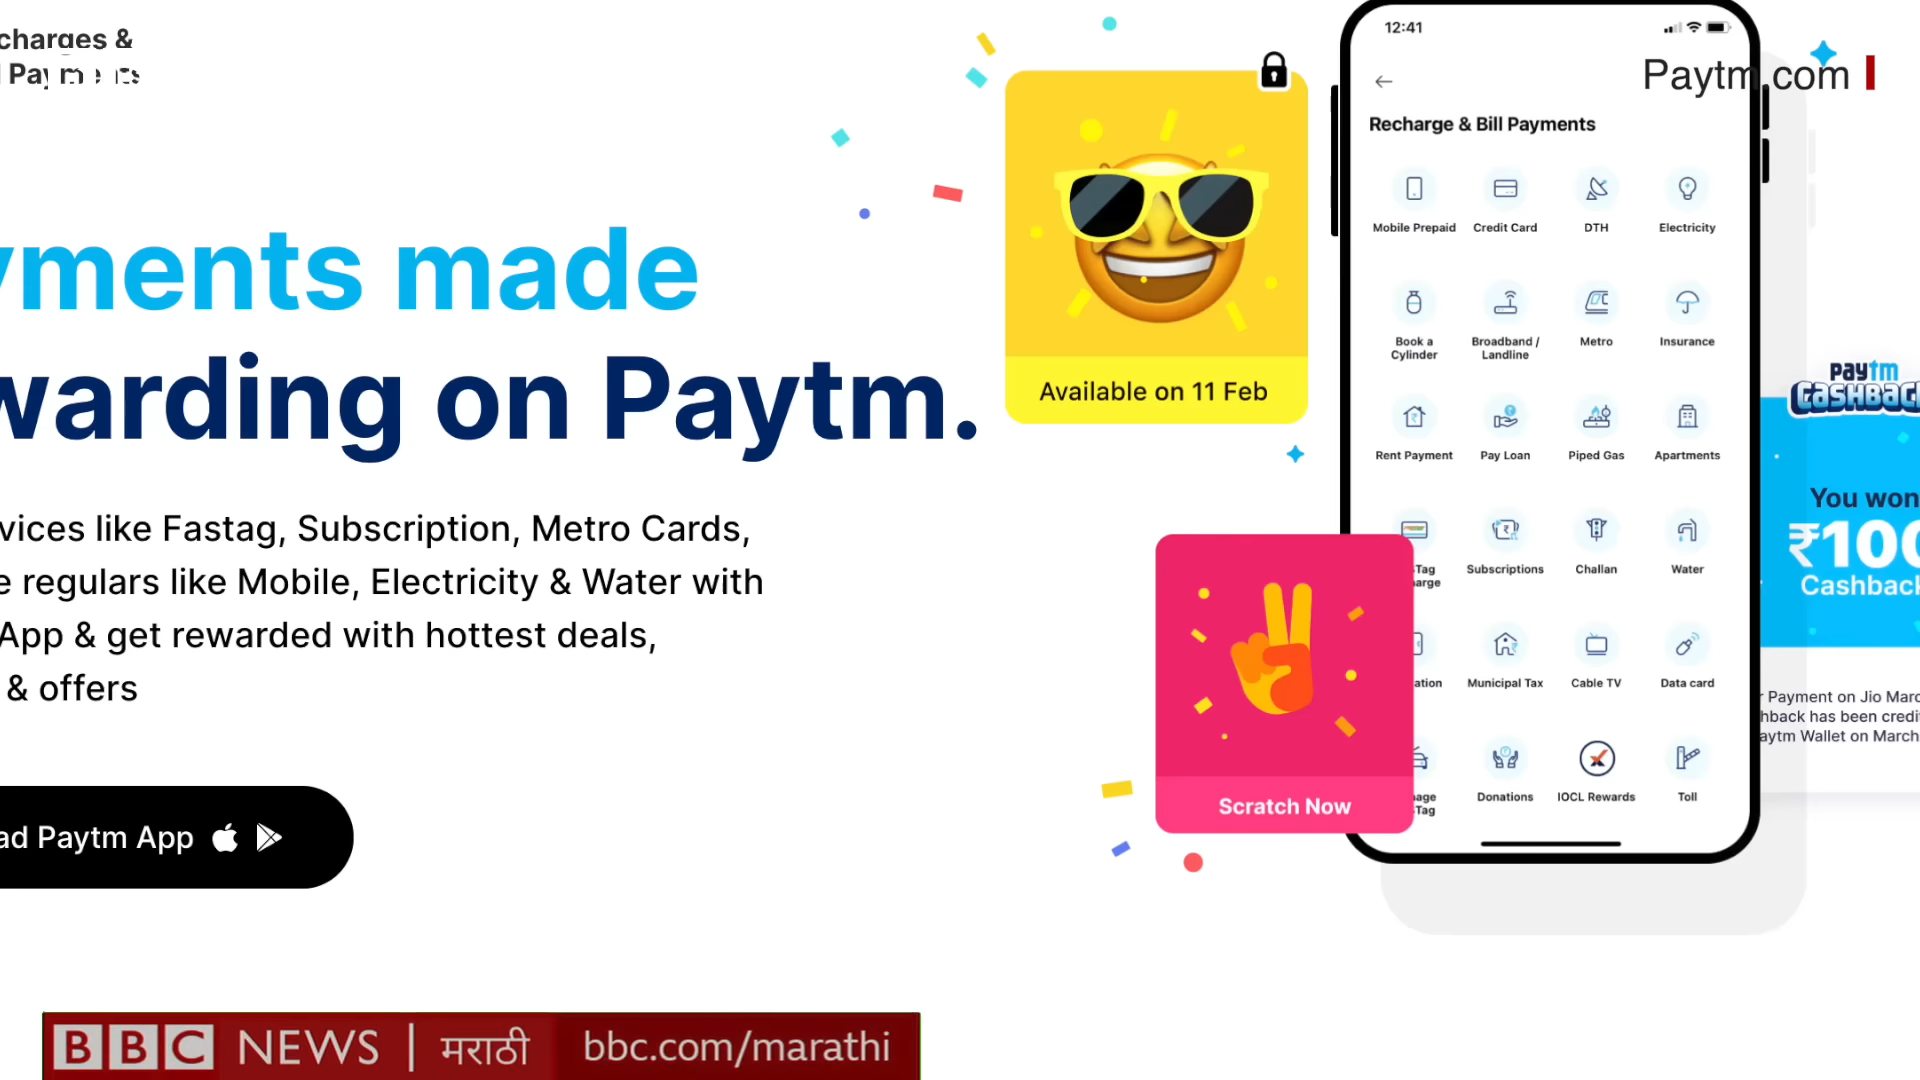 charges &
Payments
12:41
Paytm.com
Recharge & Bill Payments
Mobile Prepaid
Credit Card
DTH
Electricity
yments made
warding on Paytm.
Available on 11 Feb
Book a
Cylinder
Broadband /
Landline
Metro
Insurance
paytm
CASHBAC
Rent Payment
Pay Loan
Piped Gas
Apartments
You won
₹100
Cashback
vices like Fastag, Subscription, Metro Cards,
e regulars like Mobile, Electricity & Water with
App & get rewarded with hottest deals,
& offers
Tag
arge
Subscriptions
Challan
Water
ation
Municipal Tax
Cable TV
Data card
r Payment on Jio Marc
hback has been credi
aytm Wallet on March
Scratch Now
age
Tag
Donations
IOCL Rewards
Toll
ad Paytm App
BBC NEWS | मराठी bbc.com/marathi